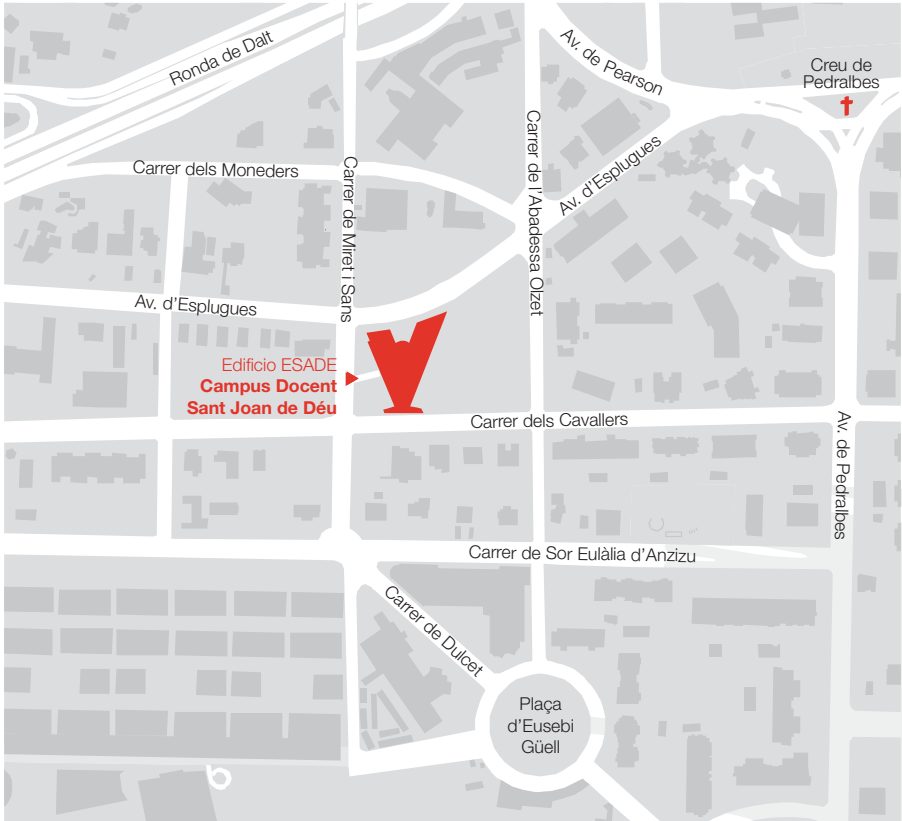 Ronda de Dalt
Av. de Pearson
Creu de
Pedralbes
Carrer dels Moneders
Carrer de Miret i Sans
Carrer de l'Abadessa Olzet
Av. d'Esplugues
Av. d'Esplugues
Edificio ESADE
Campus Docent
Sant Joan de Déu
Carrer dels Cavallers
Av. de Pedralbes
Carrer de Sor Eulàlia d'Anzizu
Carrer de Dulcet
Plaça
d'Eusebi
Güell